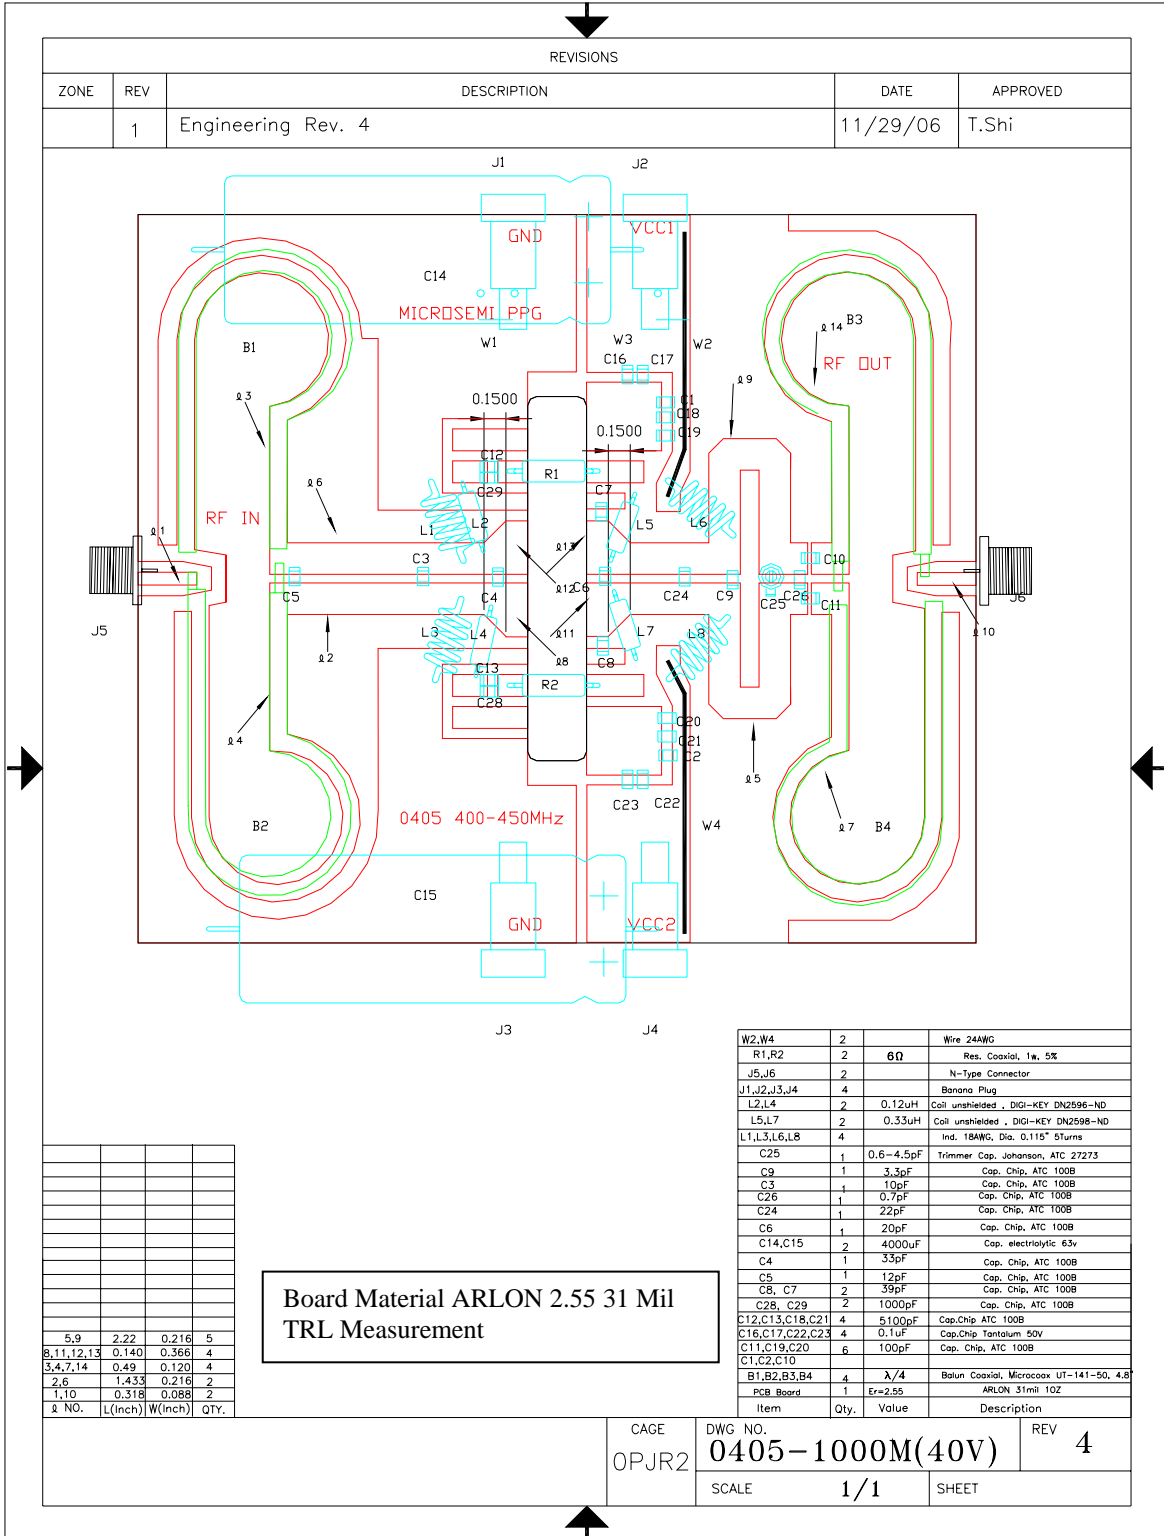 REVISIONS
ZONE REV DESCRIPTION DATE APPROVED
1 Engineering Rev. 4 11/29/06 T.Shi
J1 J2
GND VCC1
C14
MICROSEMI PPG
B1 W1 W3 W2 ℓ14 B3
C16 C17 RF OUT
ℓ3 ℓ9
0.1500 C1
C18
0.1500 C19
C12
R1
ℓ6 C29 C7
RF IN L1 L2 L5 L6
ℓ1 ℓ13
C3 C10
C5 C4 ℓ12 C6 C24 C9 C25 C26
C11 J6
J5 L3 L4 ℓ11 L7 L8 ℓ10
ℓ2 ℓ8 C8
C13
R2
C28
ℓ4 C20
C21
C2
ℓ5
C23 C22
B2 0405 400-450MHz W4 ℓ7 B4
C15
GND VCC2
J3 J4
W2,W4 2 Wire 24AWG
R1,R2 2 6Ω Res. Coaxial, 1w, 5%
J5,J6 2 N-Type Connector
J1,J2,J3,J4 4 Banana Plug
L2,L4 2 0.12uH Coil unshielded , DIGI-KEY DN2596-ND
L5,L7 2 0.33uH Coil unshielded , DIGI-KEY DN2598-ND
L1,L3,L6,L8 4 Ind. 18AWG, Dia. 0.115" 5Turns
C25 1 0.6-4.5pF Trimmer Cap. Johanson, ATC 27273
C9 1 3.3pF Cap. Chip, ATC 100B
C3 1 10pF Cap. Chip, ATC 100B
C26 1 0.7pF Cap. Chip, ATC 100B
C24 1 22pF Cap. Chip, ATC 100B
C6 1 20pF Cap. Chip, ATC 100B
C14,C15 2 4000uF Cap. electrlolytic 63v
C4 1 33pF Cap. Chip, ATC 100B
C5 1 12pF Cap. Chip, ATC 100B
C8, C7 2 39pF Cap. Chip, ATC 100B
C28, C29 2 1000pF Cap. Chip, ATC 100B
C12,C13,C18,C21 4 5100pF Cap.Chip ATC 100B
C16,C17,C22,C23 4 0.1uF Cap.Chip Tantalum 50V
C11,C19,C20 6 100pF Cap. Chip, ATC 100B
C1,C2,C10
B1,B2,B3,B4 4 λ/4 Balun Coaxial, Microcoax UT-141-50, 4.8"
PCB Board 1 Er=2.55 ARLON 31mil 1OZ
Item Qty. Value Description
5,9 2.22 0.216 5
8,11,12,13 0.140 0.366 4
3,4,7,14 0.49 0.120 4
2,6 1.433 0.216 2
1,10 0.318 0.088 2
ℓ NO. L(Inch) W(Inch) QTY.
Board Material ARLON 2.55 31 Mil
TRL Measurement
CAGE DWG NO. REV
0PJR2 0405-1000M(40V) 4
SCALE 1/1 SHEET